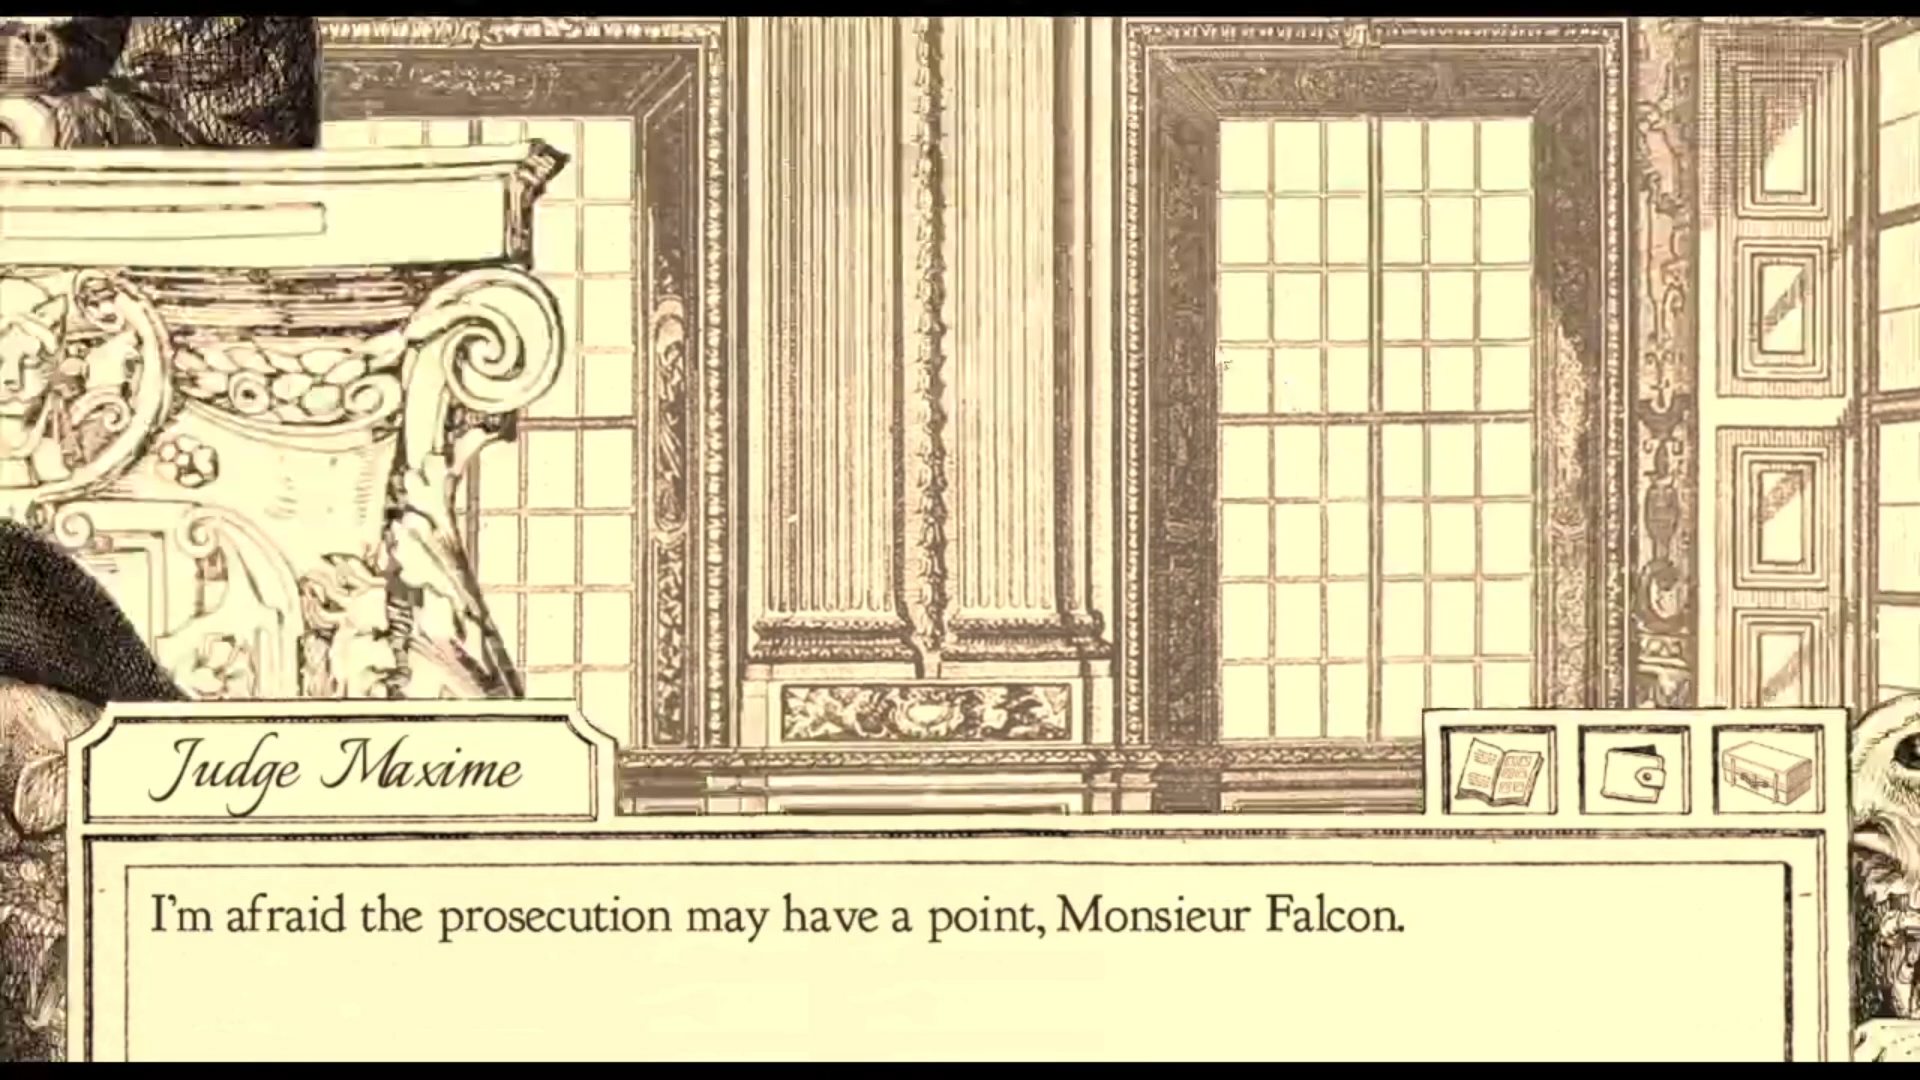 Judge Maxime
I'm afraid the prosecution may have a point, Monsieur Falcon.